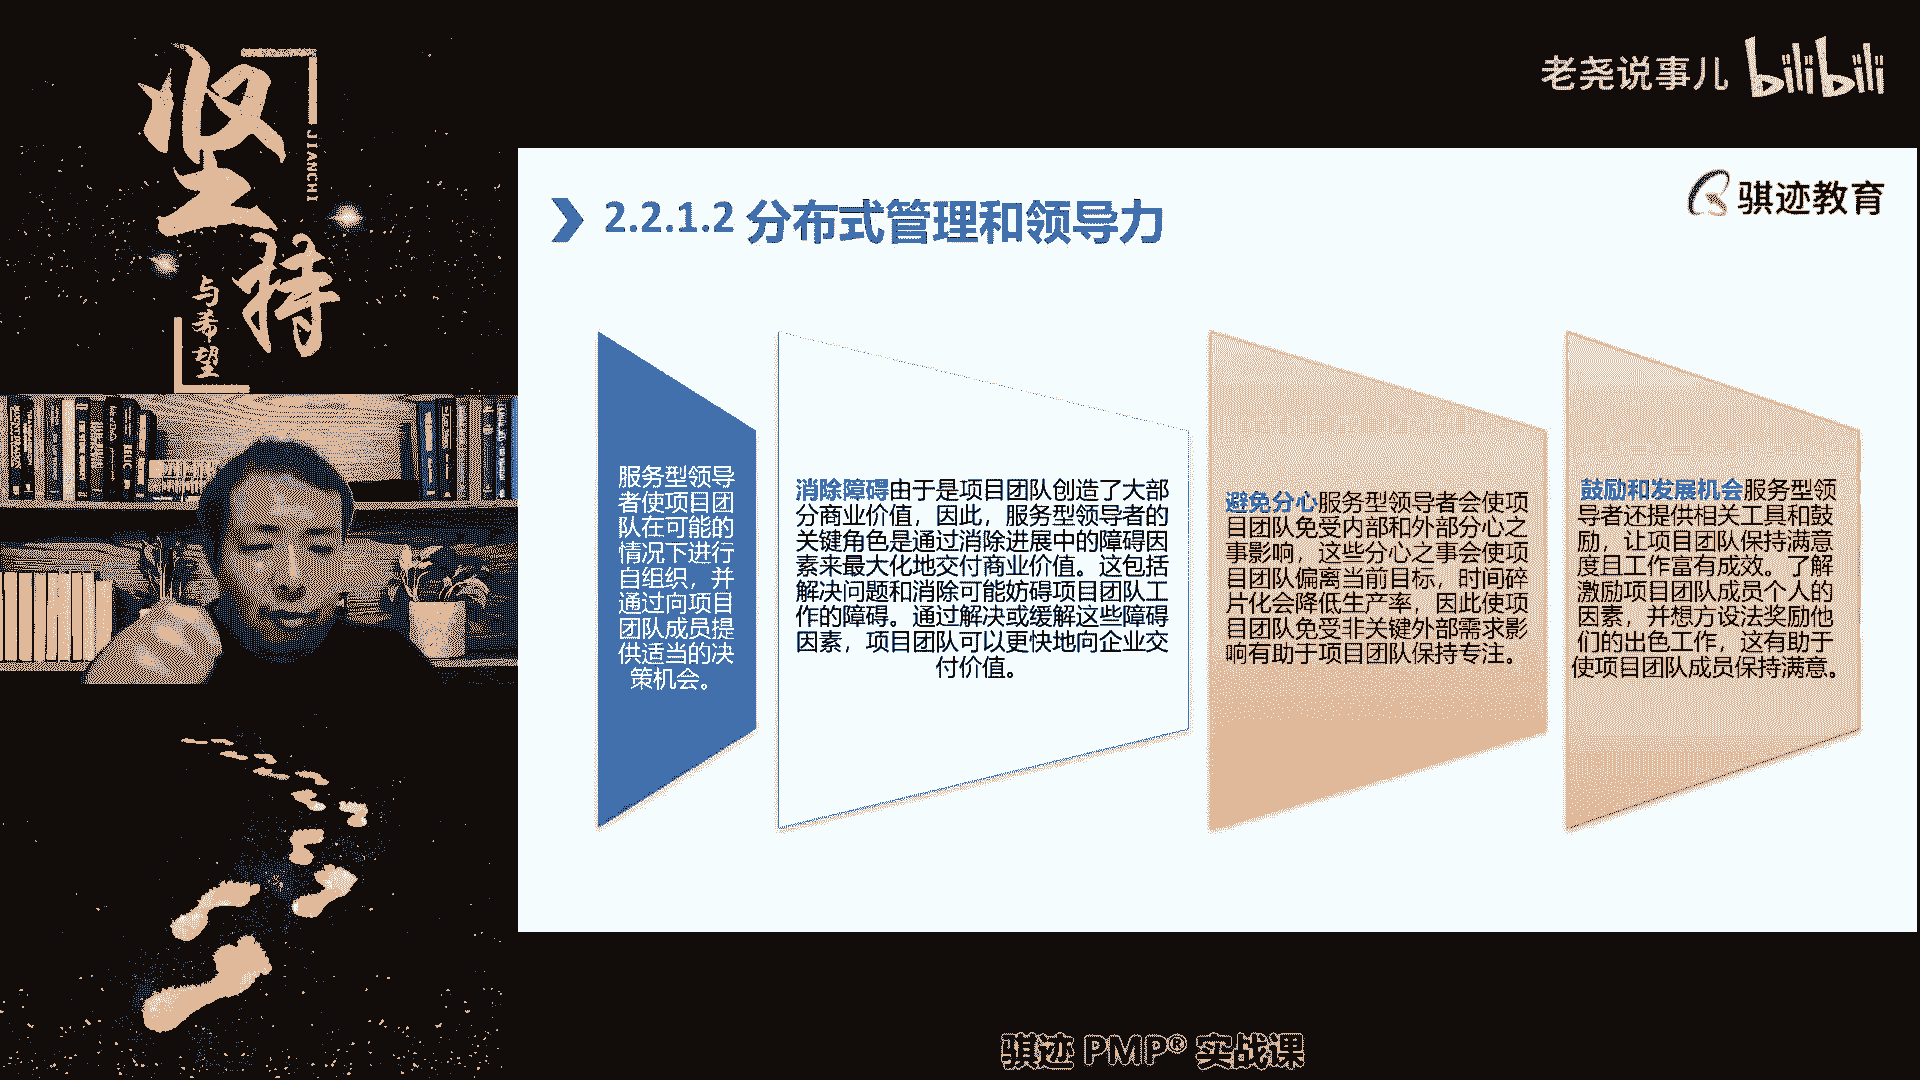 坚持
JIANCHI
与希望
老尧说事儿 bilibili
骐迹教育
2.2.1.2 分布式管理和领导力
服务型领导
者使项目团
队在可能的
情况下进行
自组织，并
通过向项目
团队成员提
供适当的决
策机会。
消除障碍由于是项目团队创造了大部
分商业价值，因此，服务型领导者的
关键角色是通过消除进展中的障碍因
素来最大化地交付商业价值。这包括
解决问题和消除可能妨碍项目团队工
作的障碍。通过解决或缓解这些障碍
因素，项目团队可以更快地向企业交
付价值。
避免分心服务型领导者会使项
目团队免受内部和外部分心之
事影响，这些分心之事会使项
目团队偏离当前目标，时间碎
片化会降低生产率，因此使项
目团队免受非关键外部需求影
响有助于项目团队保持专注。
鼓励和发展机会服务型领
导者还提供相关工具和鼓
励，让项目团队保持满意
度且工作富有成效。了解
激励项目团队成员个人的
因素，并想方设法奖励他
们的出色工作，这有助于
使项目团队成员保持满意。
骐迹 PMP® 实战课